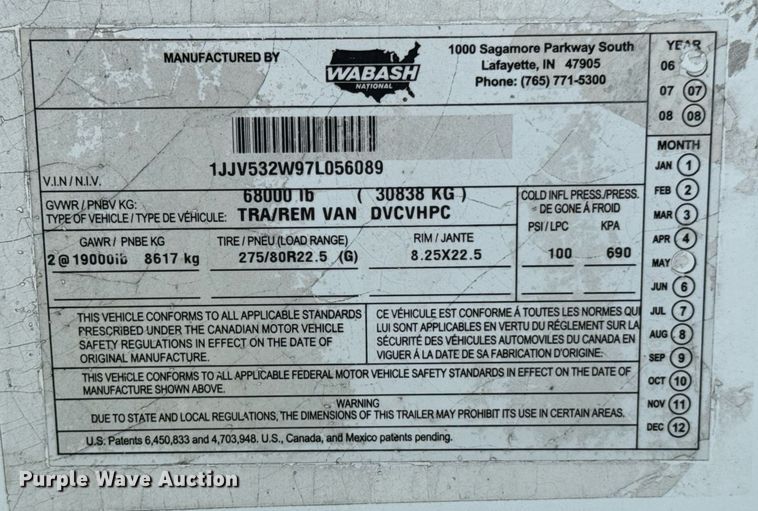 MANUFACTURED BY
WABASH
NATIONAL
1000 Sagamore Parkway South
Lafayette, IN 47905
Phone: (765) 771-5300
YEAR
06
07 07
08 08
1JJV532W97L056089
V.I.N / N.I.V.
GVWR / PNBV KG: 68000 lb ( 30838 KG )
TYPE OF VEHICLE / TYPE DE VÉHICULE: TRA/REM VAN DVCVHPC
COLD INFL PRESS./PRESS.
DE GONE À FROID
PSI / LPC KPA
100 690
GAWR / PNBE KG TIRE / PNEU (LOAD RANGE) RIM / JANTE
2 @ 19000lb 8617 kg 275/80R22.5 (G) 8.25X22.5
MONTH
JAN 1
FEB 2
MAR 3
APR 4
MAY
JUN 6
JUL 7
AUG 8
SEP 9
OCT 10
NOV 11
DEC 12
THIS VEHICLE CONFORMS TO ALL APPLICABLE STANDARDS
PRESCRIBED UNDER THE CANADIAN MOTOR VEHICLE
SAFETY REGULATIONS IN EFFECT ON THE DATE OF
ORIGINAL MANUFACTURE.
CE VÉHICULE EST CONFORME À TOUTES LES NORMES QUI
LUI SONT APPLICABLES EN VERTU DU RÉGLEMENT SUR LA
SÉCURITÉ DES VÉHICULES AUTOMOBILES DU CANADA EN
VIGUER À LA DATE DE SA FABRICATION D'ORIGINE.
THIS VEHICLE CONFORMS TO ALL APPLICABLE FEDERAL MOTOR VEHICLE SAFETY STANDARDS IN EFFECT ON THE DATE OF
MANUFACTURE SHOWN ABOVE.
WARNING
DUE TO STATE AND LOCAL REGULATIONS, THE DIMENSIONS OF THIS TRAILER MAY PROHIBIT ITS USE IN CERTAIN AREAS.
U.S. Patents 6,450,833 and 4,703,948. U.S., Canada, and Mexico patents pending.
Purple Wave Auction